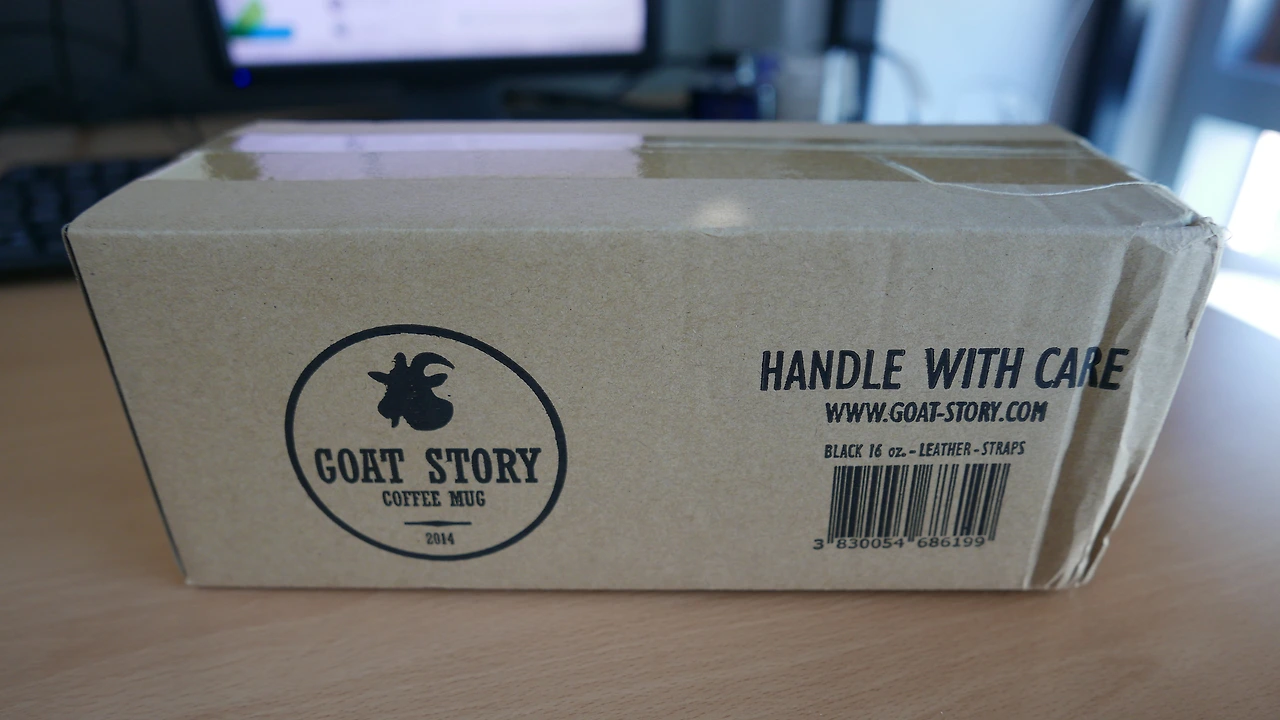 GOAT STORY
COFFEE MUG
2014
HANDLE WITH CARE
WWW.GOAT-STORY.COM
BLACK 16 oz. - LEATHER - STRAPS
3 830054 686199